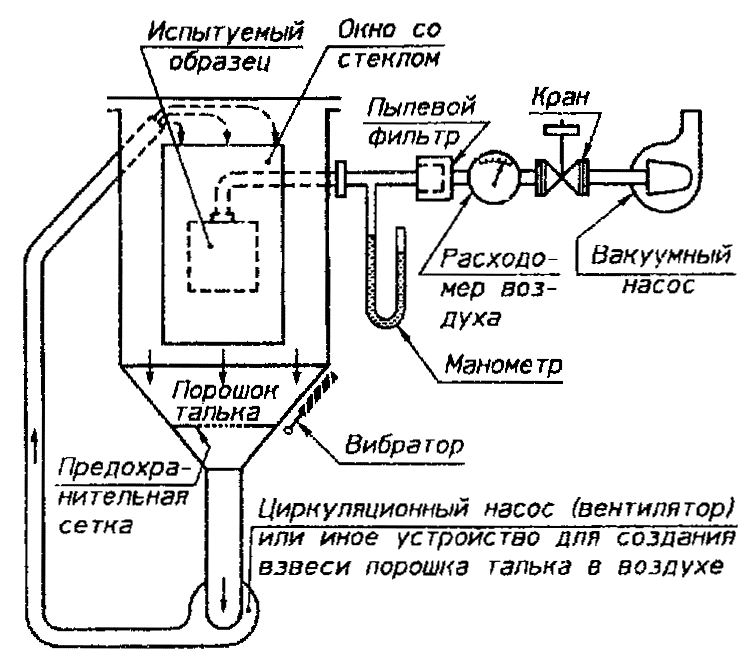 Испытуемый
образец
Окно со
стеклом
Пылевой
фильтр
Кран
Расходо-
мер воз-
духа
Вакуумный
насос
Манометр
Порошок
талька
Вибратор
Предохра-
нительная
сетка
Циркуляционный насос (вентилятор)
или иное устройство для создания
взвеси порошка талька в воздухе